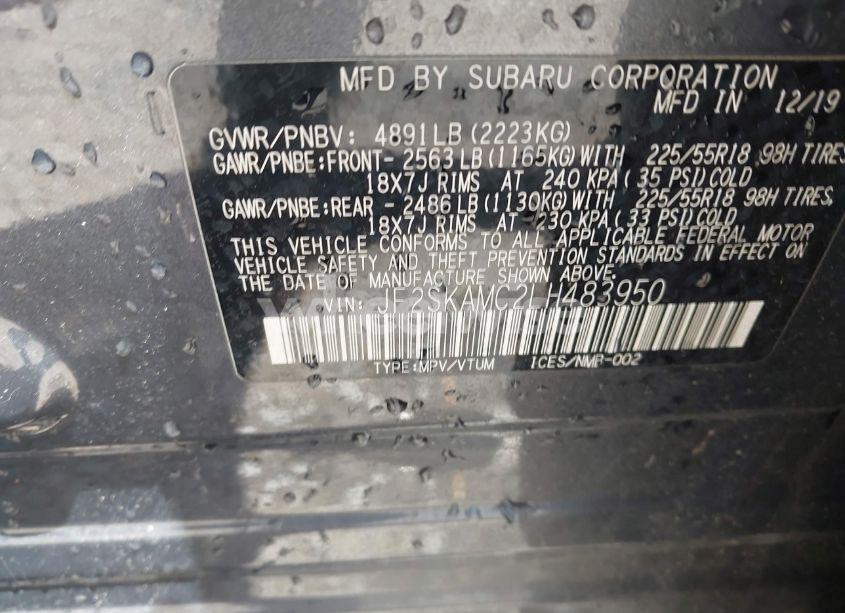 MFD BY SUBARU CORPORATION
MFD IN 12/19
GVWR/PNBV: 4891LB (2223KG)
GAWR/PNBE: FRONT- 2563 LB (1165KG) WITH 225/55R18 98H TIRES
18X7J RIMS AT 240 KPA ( 35 PSI) COLD
GAWR/PNBE: REAR - 2486 LB (1130KG) WITH 225/55R18 98H TIRES,
18X7J RIMS AT 230 KPA ( 33 PSI) COLD
THIS VEHICLE CONFORMS TO ALL APPLICABLE FEDERAL MOTOR
VEHICLE SAFETY AND THEFT PREVENTION STANDARDS IN EFFECT ON
THE DATE OF MANUFACTURE SHOWN ABOVE.
VIN: JF2SKAMC2LH483950
TYPE:MPV/VTUM ICES/NMB-002